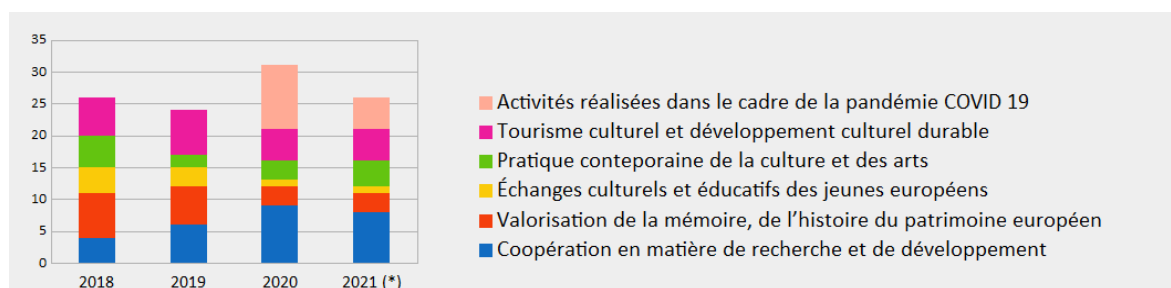 35
30
25
20
15
10
5
0
2018 2019 2020 2021 (*)
Activités réalisées dans le cadre de la pandémie COVID 19
Tourisme culturel et développement culturel durable
Pratique conteporaine de la culture et des arts
Échanges culturels et éducatifs des jeunes européens
Valorisation de la mémoire, de l’histoire du patrimoine européen
Coopération en matière de recherche et de développement